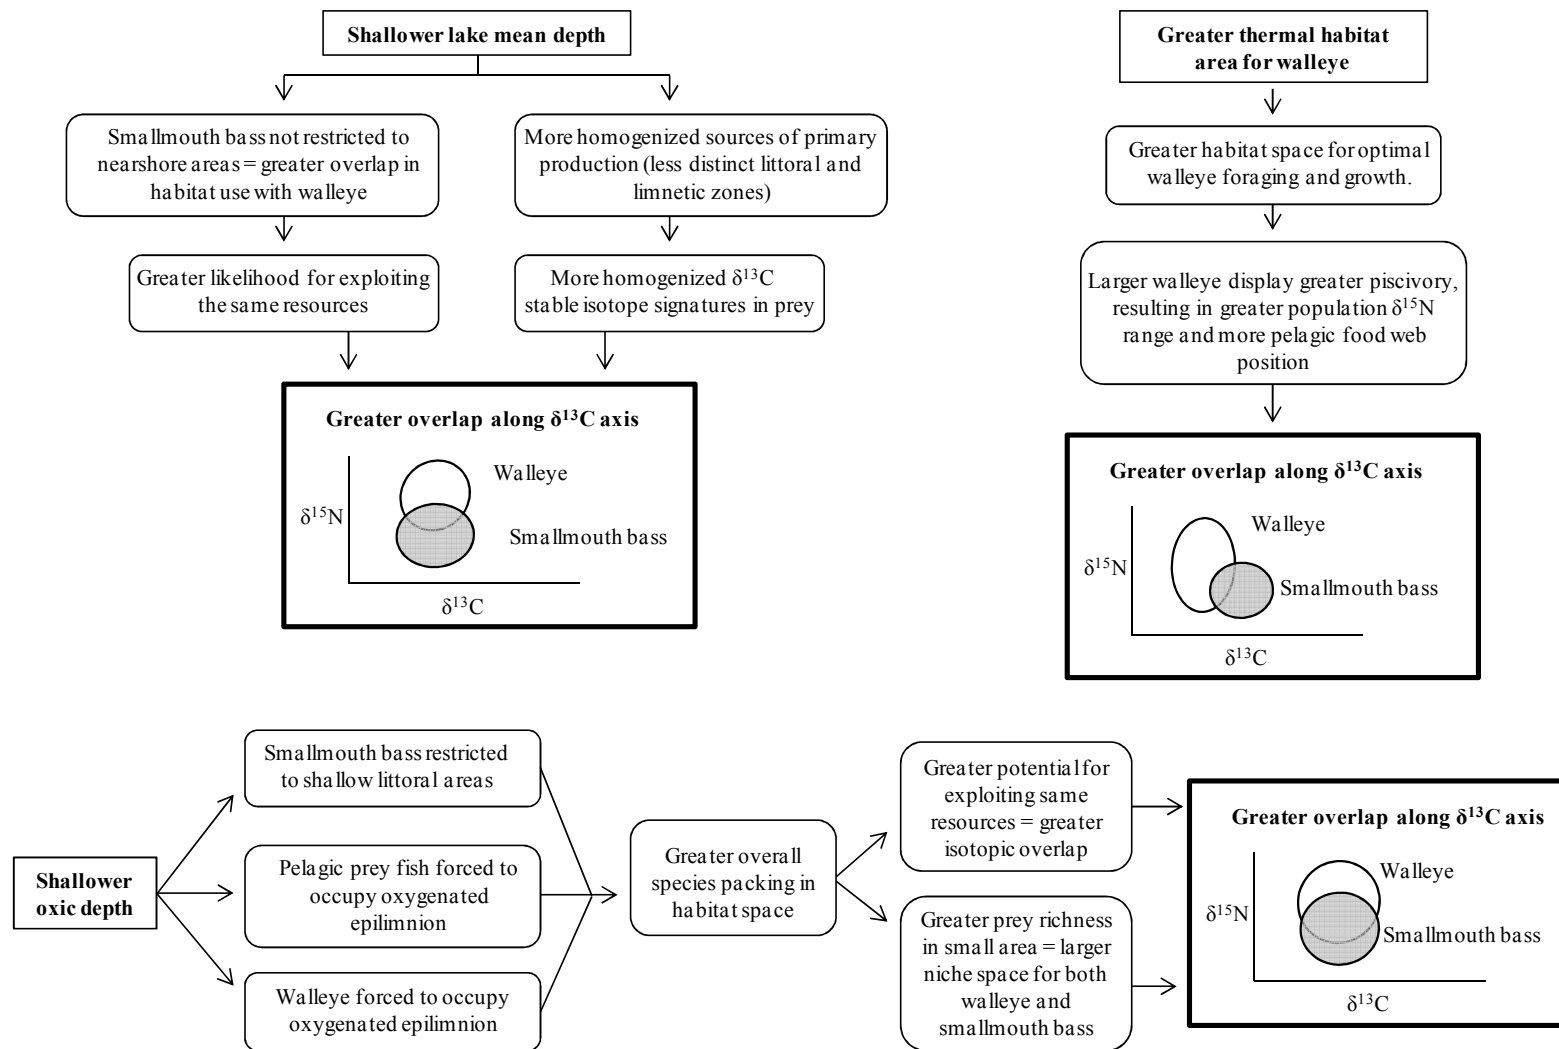 Shallower lake mean depth
Smallmouth bass not restricted to
nearshore areas = greater overlap in
habitat use with walleye
More homogenized sources of primary
production (less distinct littoral and
limnetic zones)
Greater likelihood for exploiting
the same resources
More homogenized δ¹³C
stable isotope signatures in prey
Greater overlap along δ¹³C axis
Walleye
δ¹⁵N
Smallmouth bass
δ¹³C
Greater thermal habitat
area for walleye
Greater habitat space for optimal
walleye foraging and growth.
Larger walleye display greater piscivory,
resulting in greater population δ¹⁵N
range and more pelagic food web
position
Greater overlap along δ¹³C axis
Walleye
δ¹⁵N
Smallmouth bass
δ¹³C
Shallower
oxic depth
Smallmouth bass restricted
to shallow littoral areas
Pelagic prey fish forced to
occupy oxygenated
epilimnion
Walleye forced to occupy
oxygenated epilimnion
Greater overall
species packing in
habitat space
Greater potential for
exploiting same
resources = greater
isotopic overlap
Greater prey richness
in small area = larger
niche space for both
walleye and
smallmouth bass
Greater overlap along δ¹³C axis
Walleye
δ¹⁵N
Smallmouth bass
δ¹³C